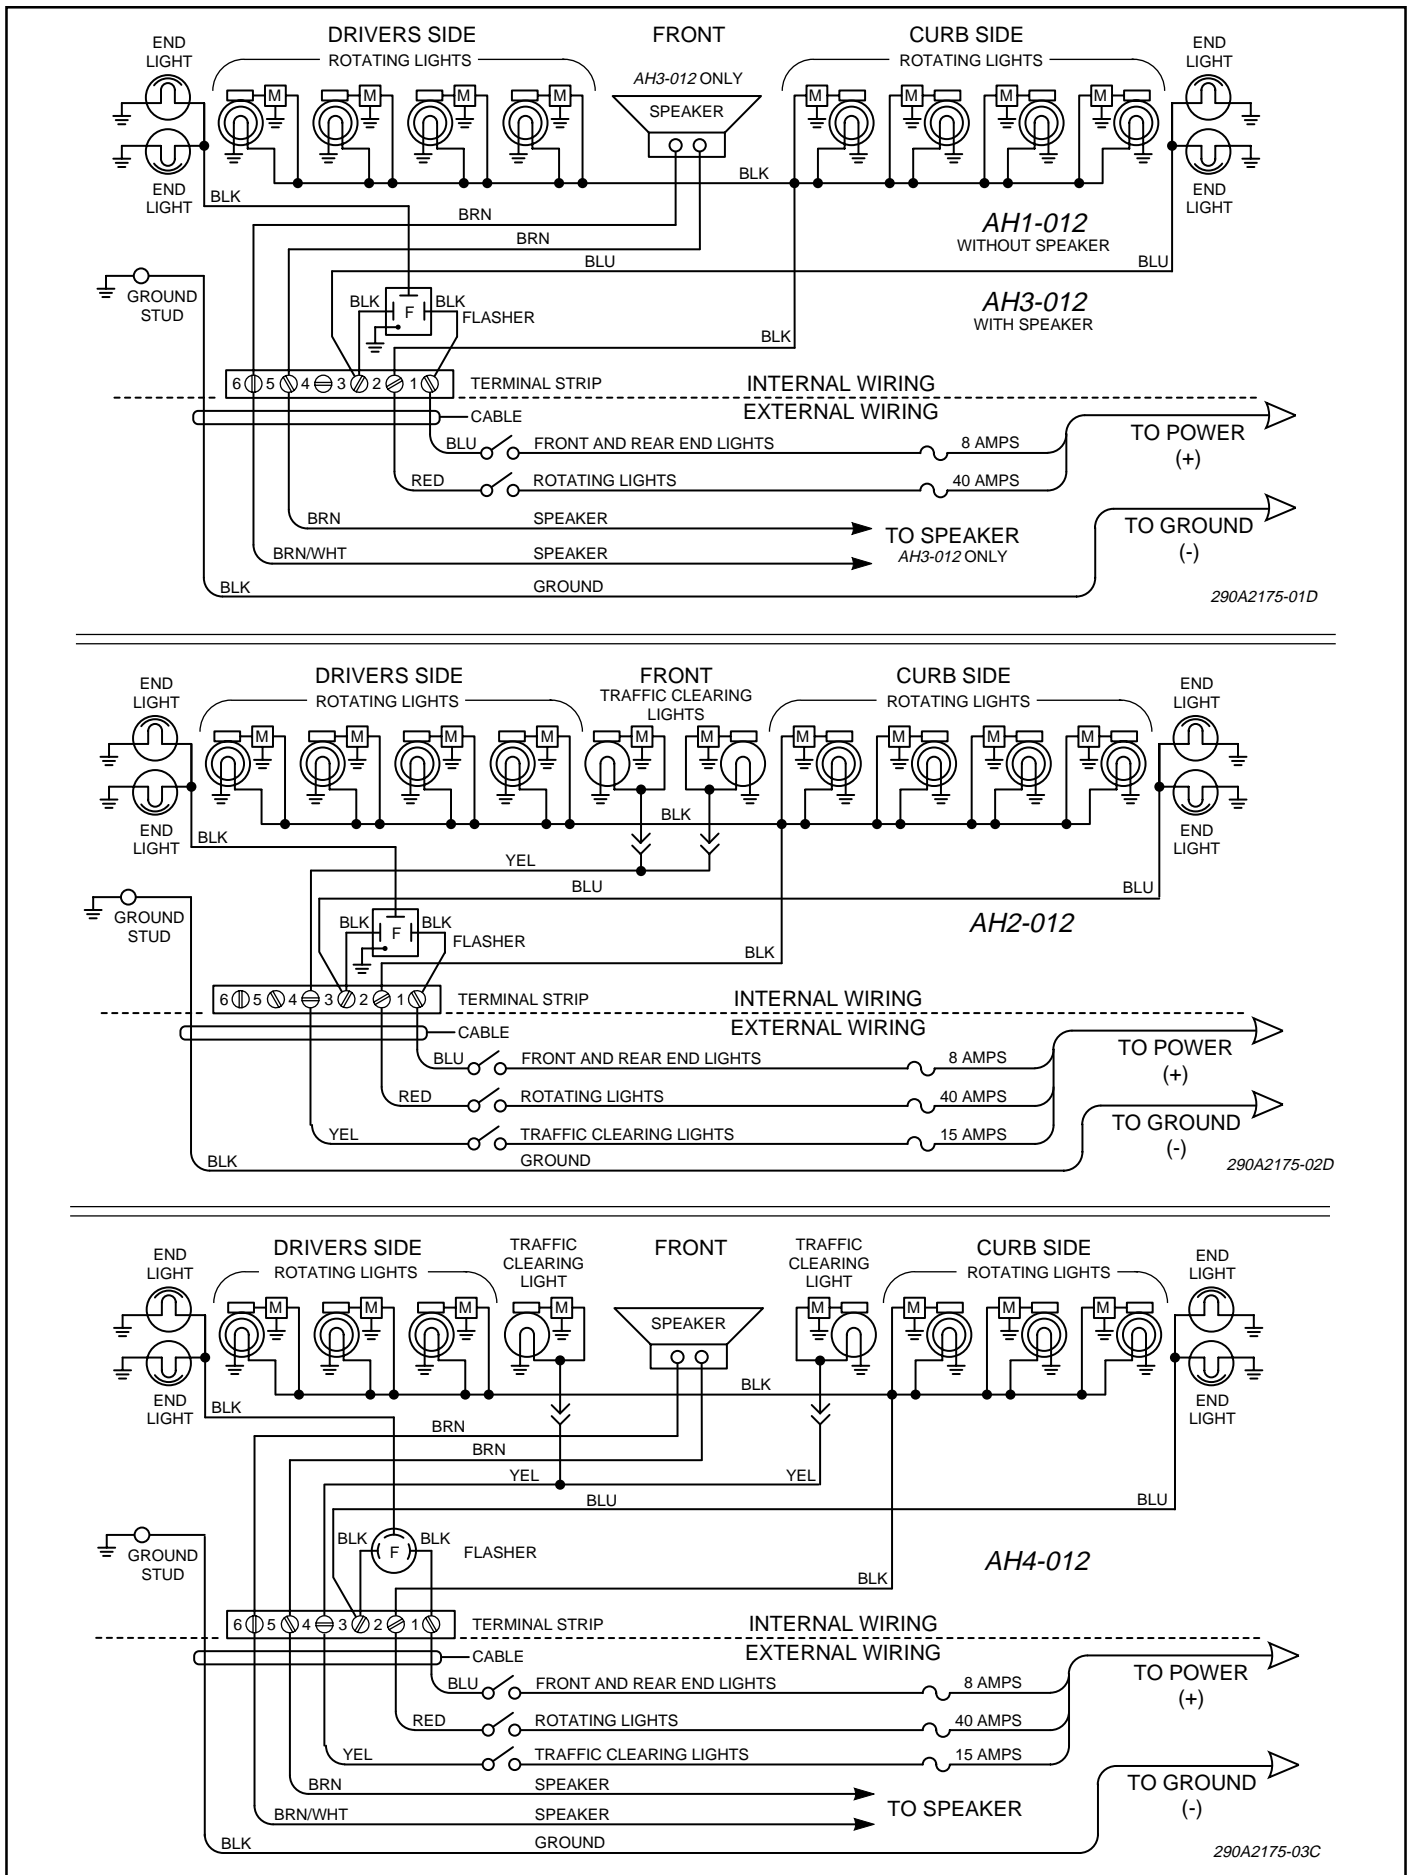 DRIVERS SIDE
FRONT
CURB SIDE
END
LIGHT
ROTATING LIGHTS
ROTATING LIGHTS
END
LIGHT
AH3-012 ONLY
SPEAKER
M
M
M
M
M
M
M
M
END
LIGHT
END
LIGHT
BLK
BLK
BRN
BRN
BLU
BLU
AH1-012
WITHOUT SPEAKER
AH3-012
WITH SPEAKER
GROUND
STUD
BLK
F
BLK
FLASHER
BLK
6 5 4 3 2 1
TERMINAL STRIP
INTERNAL WIRING
EXTERNAL WIRING
CABLE
BLU
FRONT AND REAR END LIGHTS
8 AMPS
TO POWER
(+)
RED
ROTATING LIGHTS
40 AMPS
BRN
SPEAKER
TO SPEAKER
AH3-012 ONLY
BRN/WHT
SPEAKER
TO GROUND
(-)
BLK
GROUND
290A2175-01D
DRIVERS SIDE
FRONT
CURB SIDE
END
LIGHT
ROTATING LIGHTS
TRAFFIC CLEARING
LIGHTS
ROTATING LIGHTS
END
LIGHT
M
M
M
M
M
M
M
M
M
M
END
LIGHT
END
LIGHT
BLK
BLK
YEL
BLU
BLU
AH2-012
GROUND
STUD
BLK
F
BLK
FLASHER
BLK
6 5 4 3 2 1
TERMINAL STRIP
INTERNAL WIRING
EXTERNAL WIRING
CABLE
BLU
FRONT AND REAR END LIGHTS
8 AMPS
TO POWER
(+)
RED
ROTATING LIGHTS
40 AMPS
YEL
TRAFFIC CLEARING LIGHTS
15 AMPS
TO GROUND
(-)
BLK
GROUND
290A2175-02D
DRIVERS SIDE
TRAFFIC
CLEARING
LIGHT
FRONT
TRAFFIC
CLEARING
LIGHT
CURB SIDE
END
LIGHT
ROTATING LIGHTS
ROTATING LIGHTS
END
LIGHT
M
M
M
M
SPEAKER
M
M
M
M
END
LIGHT
END
LIGHT
BLK
BLK
BRN
BRN
YEL
YEL
BLU
BLU
AH4-012
GROUND
STUD
BLK
F
BLK
FLASHER
BLK
6 5 4 3 2 1
TERMINAL STRIP
INTERNAL WIRING
EXTERNAL WIRING
CABLE
BLU
FRONT AND REAR END LIGHTS
8 AMPS
TO POWER
(+)
RED
ROTATING LIGHTS
40 AMPS
YEL
TRAFFIC CLEARING LIGHTS
15 AMPS
BRN
SPEAKER
TO SPEAKER
BRN/WHT
SPEAKER
TO GROUND
(-)
BLK
GROUND
290A2175-03C